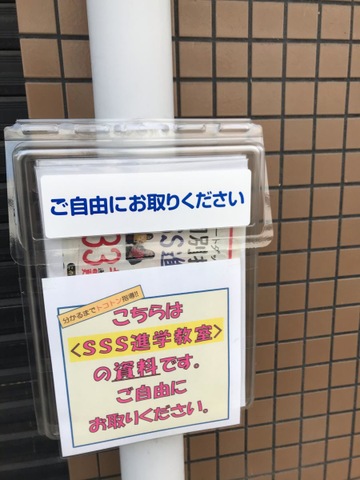 ご自由にお取りください
33
分かるまでトコトン指導!!
こちらは
<SSS進学教室>
の資料です。
ご自由に
お取りください。